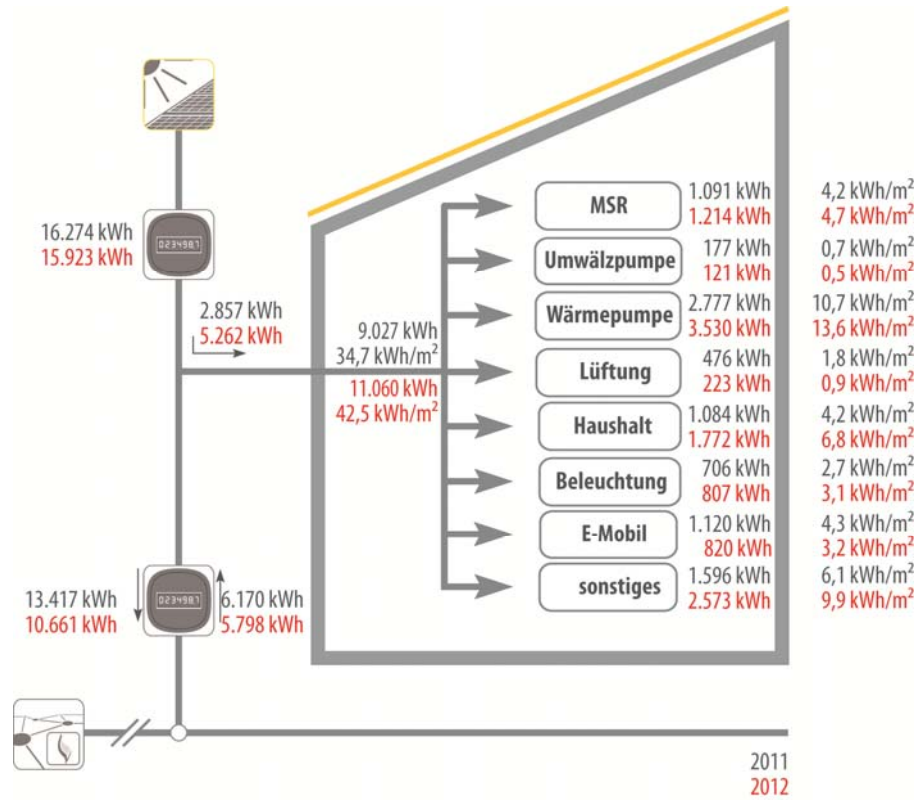 MSR
1.091 kWh 4,2 kWh/m²
1.214 kWh 4,7 kWh/m²
16.274 kWh
15.923 kWh
023498,7
Umwälzpumpe
177 kWh 0,7 kWh/m²
121 kWh 0,5 kWh/m²
2.857 kWh
5.262 kWh
Wärmepumpe
2.777 kWh 10,7 kWh/m²
3.530 kWh 13,6 kWh/m²
9.027 kWh
34,7 kWh/m²
11.060 kWh
42,5 kWh/m²
Lüftung
476 kWh 1,8 kWh/m²
223 kWh 0,9 kWh/m²
Haushalt
1.084 kWh 4,2 kWh/m²
1.772 kWh 6,8 kWh/m²
Beleuchtung
706 kWh 2,7 kWh/m²
807 kWh 3,1 kWh/m²
E-Mobil
1.120 kWh 4,3 kWh/m²
820 kWh 3,2 kWh/m²
sonstiges
1.596 kWh 6,1 kWh/m²
2.573 kWh 9,9 kWh/m²
13.417 kWh
10.661 kWh
023498,7
6.170 kWh
5.798 kWh
2011
2012